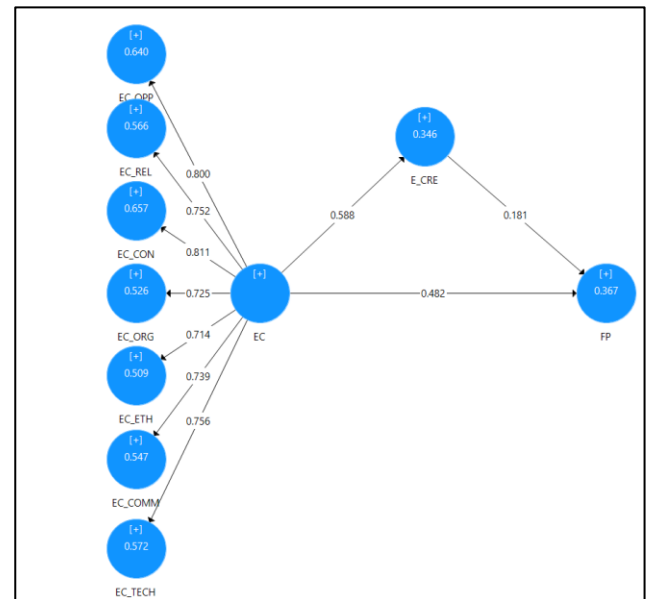 [+]
0.640
EC_OPP
[+]
0.566
EC_REL
[+]
0.657
EC_CON
[+]
0.526
EC_ORG
[+]
0.509
EC_ETH
[+]
0.547
EC_COMM
[+]
0.572
EC_TECH
0.800
0.752
0.811
0.725
0.714
0.739
0.756
[+]
EC
0.588
0.482
[+]
0.346
E_CRE
0.181
[+]
0.367
FP